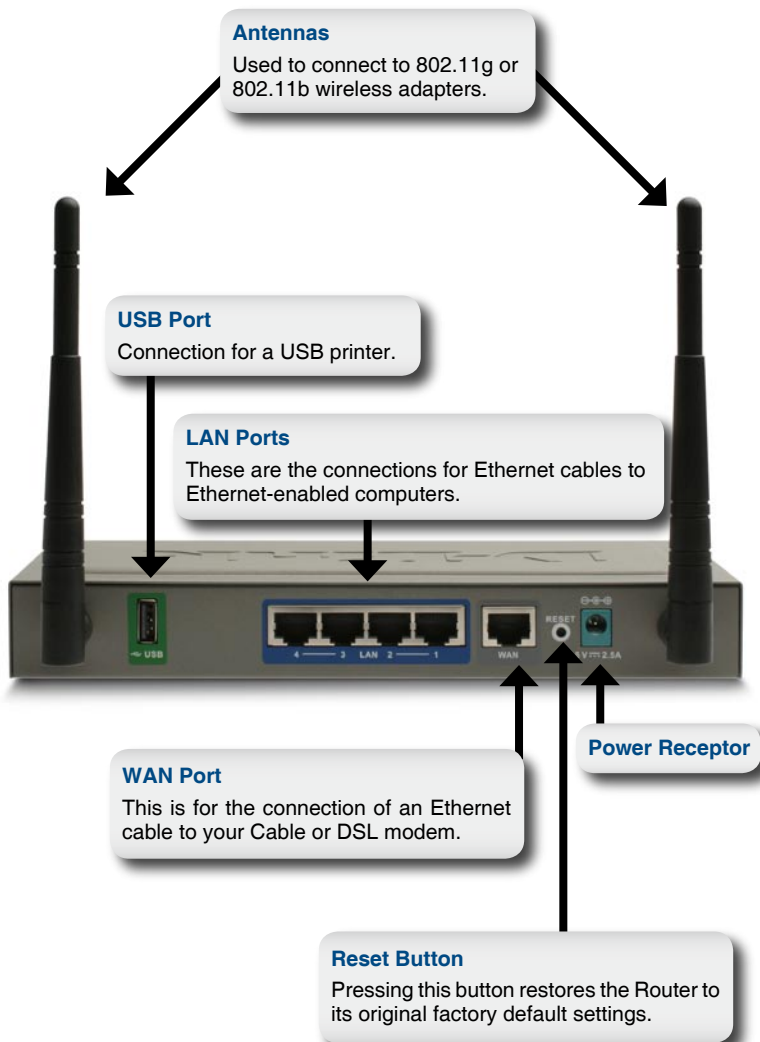 Antennas
Used to connect to 802.11g or
802.11b wireless adapters.
USB Port
Connection for a USB printer.
LAN Ports
These are the connections for Ethernet cables to
Ethernet-enabled computers.
USB
4 3 LAN 2 1
WAN
RESET
V 2.5A
Power Receptor
WAN Port
This is for the connection of an Ethernet
cable to your Cable or DSL modem.
Reset Button
Pressing this button restores the Router to
its original factory default settings.